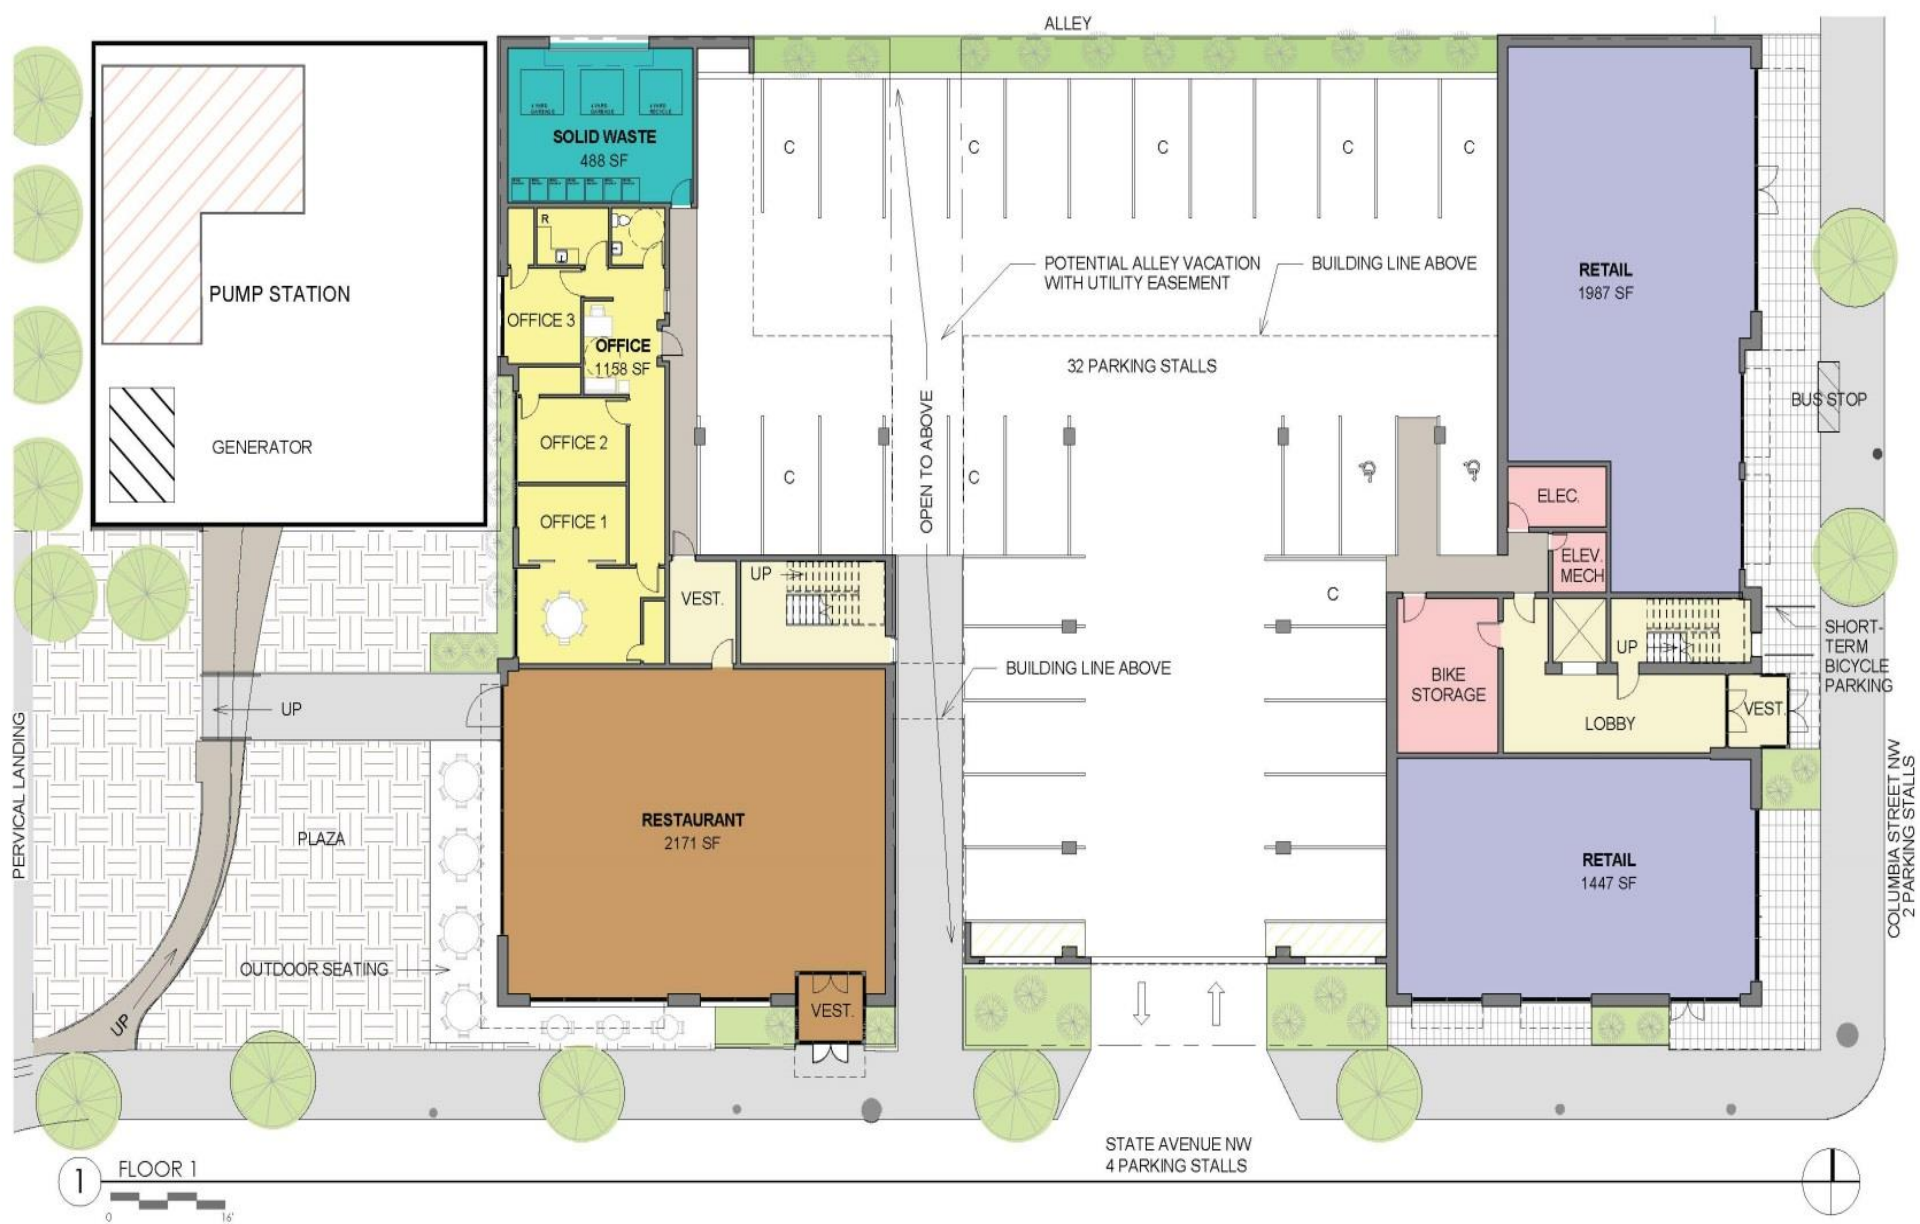 ALLEY
SOLID WASTE
488 SF
C
C
C
C
C
R
PUMP STATION
GENERATOR
OFFICE 3
OFFICE
1158 SF
OFFICE 2
OFFICE 1
POTENTIAL ALLEY VACATION
WITH UTILITY EASEMENT
BUILDING LINE ABOVE
RETAIL
1987 SF
32 PARKING STALLS
OPEN TO ABOVE
BUS STOP
C
C
ELEC.
ELEV.
MECH
UP
VEST.
C
UP
SHORT-
TERM
BICYCLE
PARKING
BUILDING LINE ABOVE
BIKE
STORAGE
LOBBY
VEST.
UP
PERVICAL LANDING
COLUMBIA STREET NW
2 PARKING STALLS
PLAZA
RESTAURANT
2171 SF
RETAIL
1447 SF
OUTDOOR SEATING
UP
VEST.
STATE AVENUE NW
4 PARKING STALLS
1
FLOOR 1
0
16'